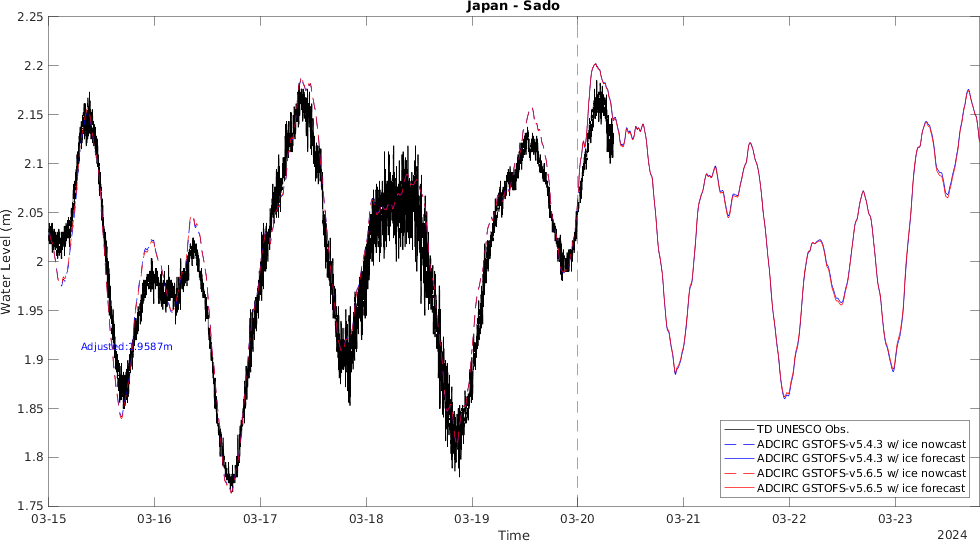 Japan - Sado
Water Level (m)
2.25
2.2
2.15
2.1
2.05
2
1.95
1.9
1.85
1.8
1.75
Adjusted:1.9587m
TD UNESCO Obs.
ADCIRC GSTOFS-v5.4.3 w/ ice nowcast
ADCIRC GSTOFS-v5.4.3 w/ ice forecast
ADCIRC GSTOFS-v5.6.5 w/ ice nowcast
ADCIRC GSTOFS-v5.6.5 w/ ice forecast
03-15 03-16 03-17 03-18 03-19 03-20 03-21 03-22 03-23
Time
2024